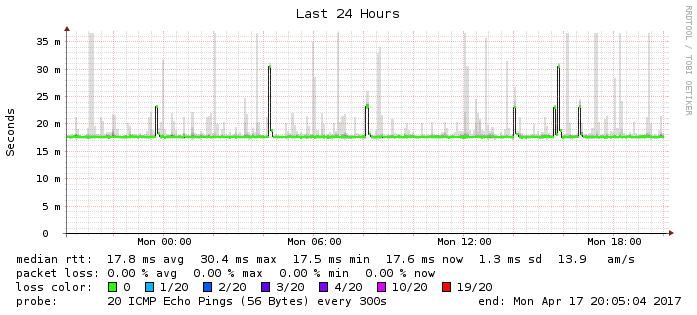 Last 24 Hours
RRDTOOL / TOBI OETIKER
Seconds
35 m
30 m
25 m
20 m
15 m
10 m
5 m
0
Mon 00:00 Mon 06:00 Mon 12:00 Mon 18:00
median rtt: 17.8 ms avg 30.4 ms max 17.5 ms min 17.6 ms now 1.3 ms sd 13.9 am/s
packet loss: 0.00 % avg 0.00 % max 0.00 % min 0.00 % now
loss color: 0 1/20 2/20 3/20 4/20 10/20 19/20
probe: 20 ICMP Echo Pings (56 Bytes) every 300s end: Mon Apr 17 20:05:04 2017